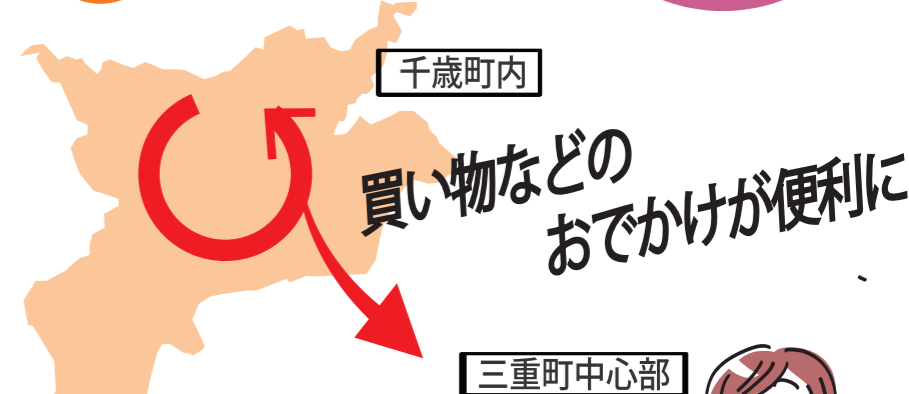 千歳町内
買い物などの
おでかけが便利に
三重町中心部